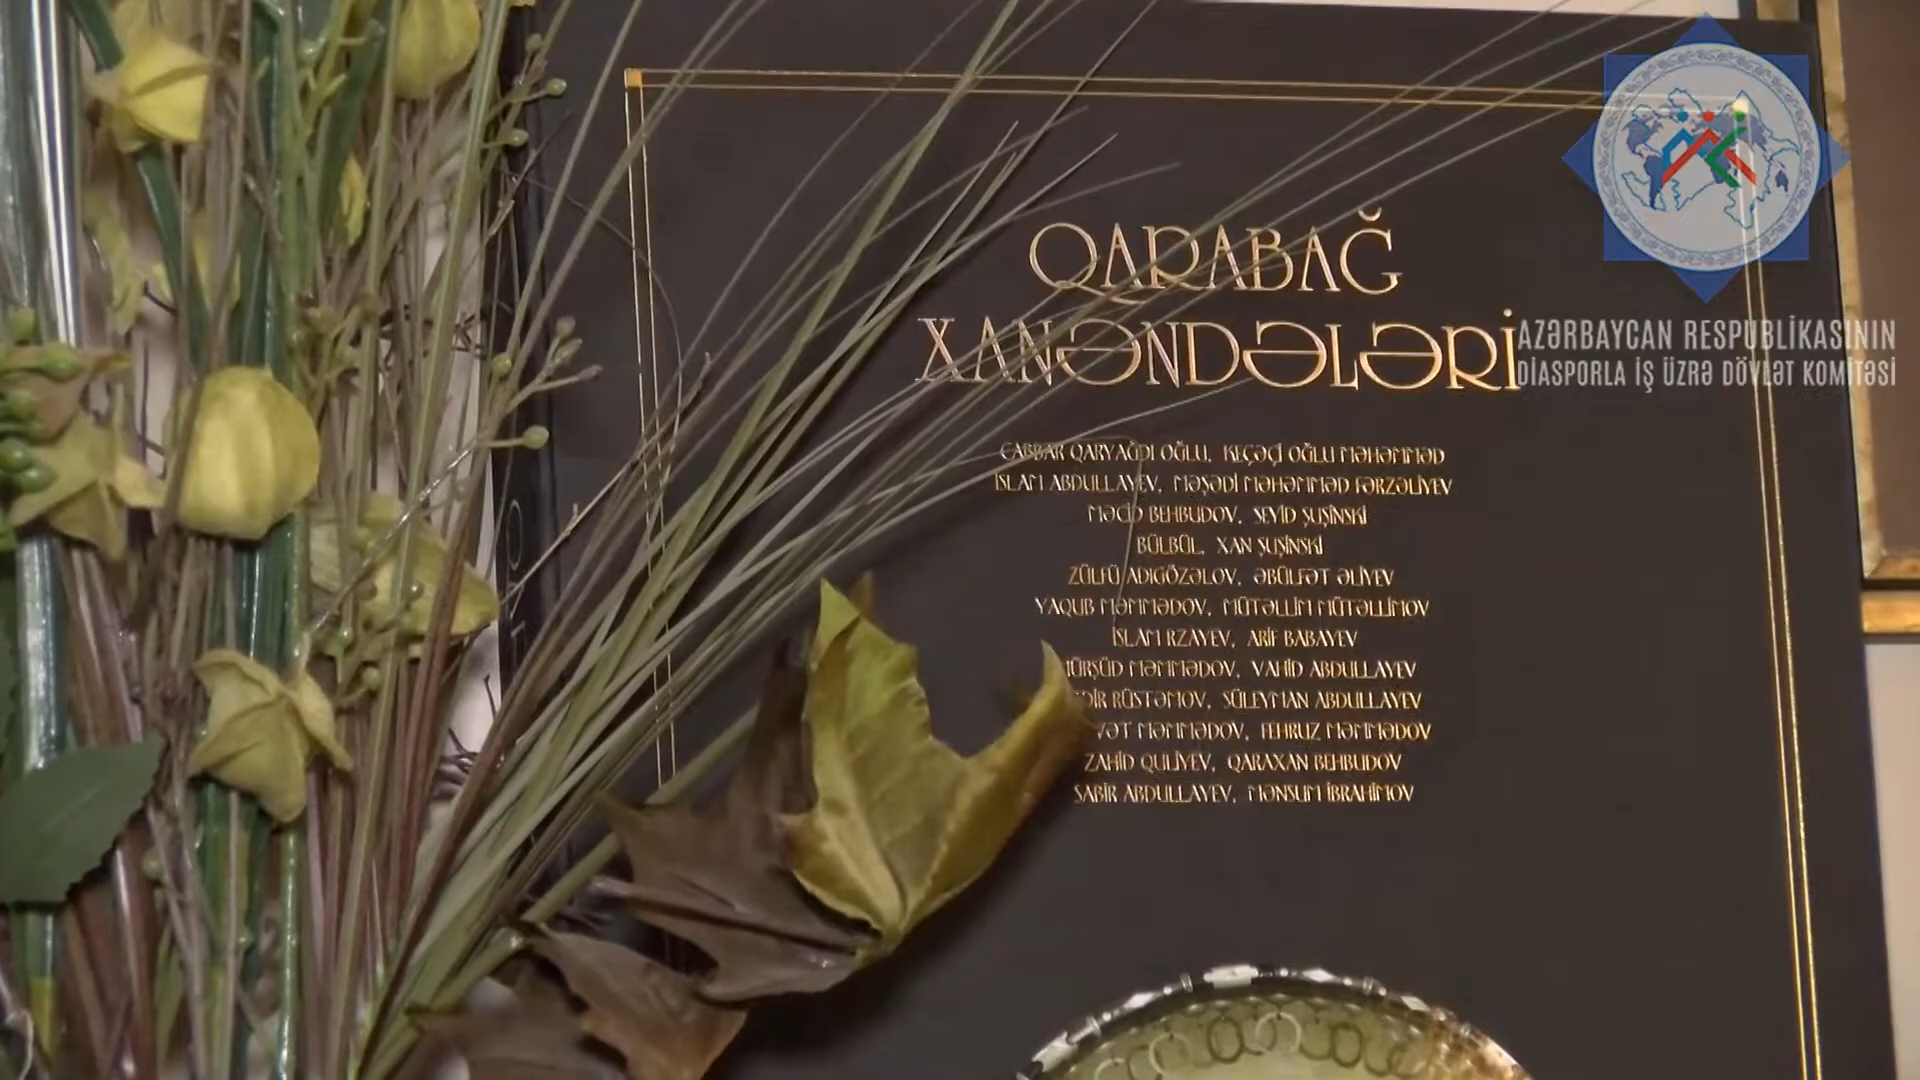 QARABAĞ
XANƏNDƏLƏRİ
CABBAR QARYAĞDI OĞLU, KEÇƏÇİ OĞLU MƏHƏMMƏD
İSLAM ABDULLAYEV, MƏŞƏDİ MƏHƏMMƏD FƏRZƏLİYEV
MƏCİD BEHBUDOV, SEYİD ŞUŞİNSKİ
BÜLBÜL, XAN ŞUŞİNSKİ
ZÜLFÜ ADIGÖZƏLOV, ƏBÜLFƏT ƏLİYEV
YAQUB MƏMMƏDOV, MÜTƏLLİM MÜTƏLLİMOV
İSLAM RZAYEV, ARİF BABAYEV
MÜRŞÜD MƏMMƏDOV, VAHİD ABDULLAYEV
RÜSTƏMOV, SÜLEYMAN ABDULLAYEV
MƏMMƏDOV, FEHRUZ MƏMMƏDOV
ZAHİD QULİYEV, QARAXAN BEHBUDOV
SABİR ABDULLAYEV, MƏNSUM İBRAHİMOV
AZƏRBAYCAN RESPUBLİKASININ
DİASPORLA İŞ ÜZRƏ DÖVLƏT KOMİTƏSİ